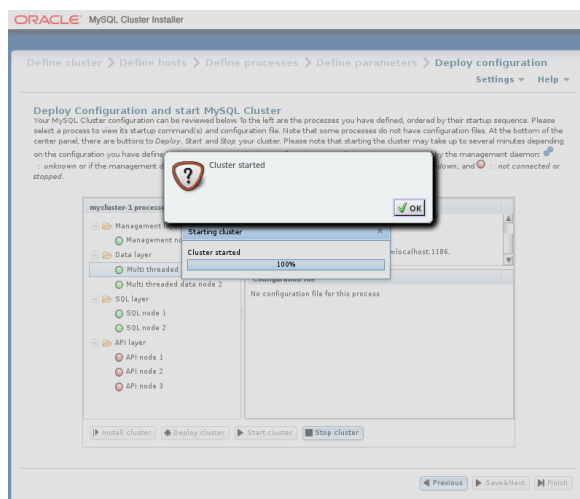 ORACLE® MySQL Cluster Installer
Define cluster > Define hosts > Define processes > Define parameters > Deploy configuration
Settings Help
Deploy Configuration and start MySQL Cluster
Your MySQL Cluster configuration can be reviewed below. To the left are the processes you have defined, ordered by their startup sequence. Please
select a process to view its startup command(s) and configuration file. Note that some processes do not have configuration files. At the bottom of the
center panel, there are buttons to Deploy, Start and Stop your cluster. Please note that starting the cluster may take up to several minutes depending
on the configuration you have define by the management daemon:
: unknown or if the management d down, and : not connected or
stopped.
Cluster started
OK
mycluster-1 process
Management
Starting cluster x
Management no
Data layer
Cluster started
=localhost:1186,
100%
Multi threaded
Multi threaded data node 2
Configuration file
No configuration file for this process
SQL layer
SQL node 1
SQL node 2
API layer
API node 1
API node 2
API node 3
Install cluster Deploy cluster Start cluster Stop cluster
Previous Save&Next Finish